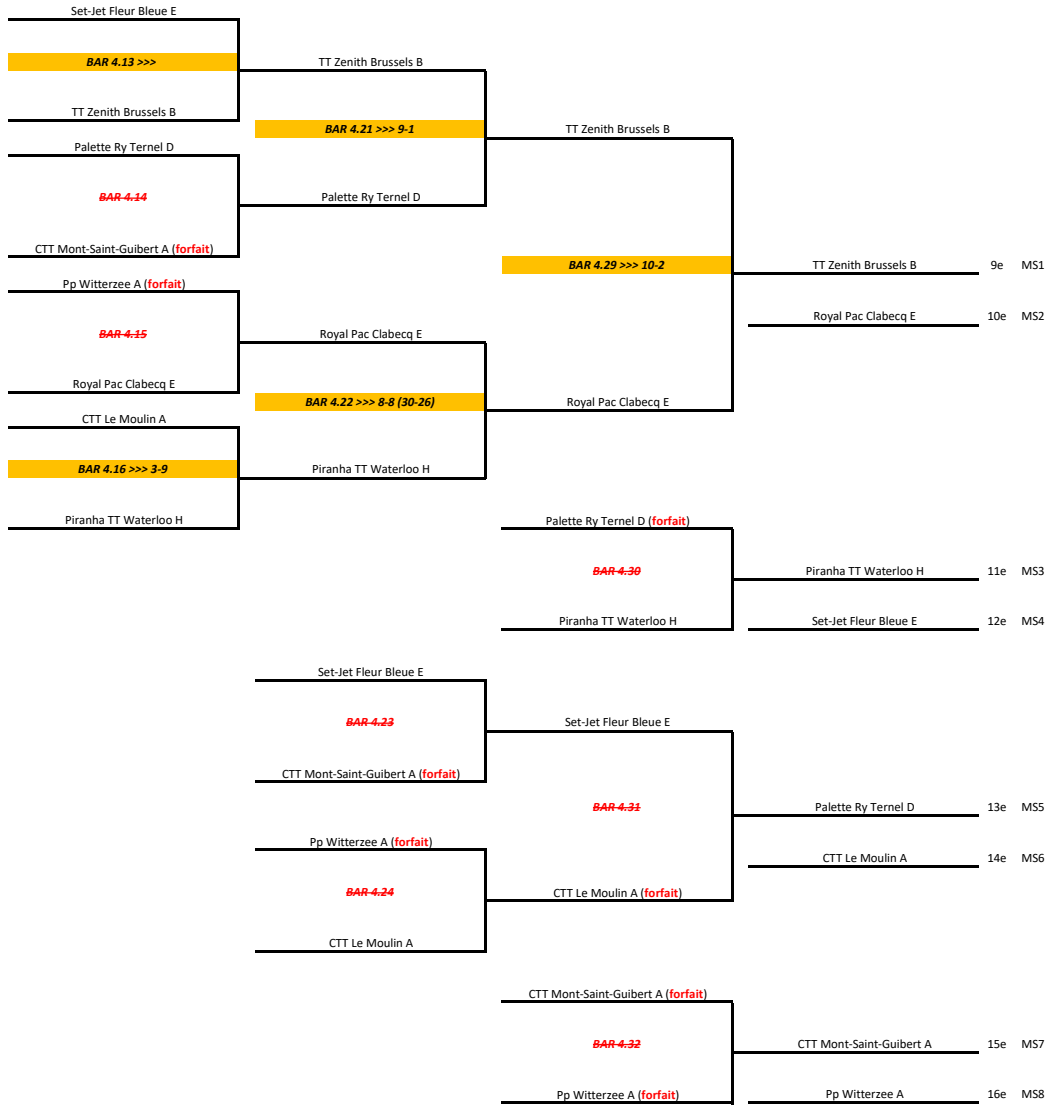 Set-Jet Fleur Bleue E
BAR 4.13 >>>
TT Zenith Brussels B
TT Zenith Brussels B
BAR 4.21 >>> 9-1
TT Zenith Brussels B
Palette Ry Ternel D
BAR 4.14
Palette Ry Ternel D
CTT Mont-Saint-Guibert A (forfait)
BAR 4.29 >>> 10-2
TT Zenith Brussels B 9e MS1
Pp Witterzee A (forfait)
Royal Pac Clabecq E 10e MS2
BAR 4.15
Royal Pac Clabecq E
Royal Pac Clabecq E
BAR 4.22 >>> 8-8 (30-26)
Royal Pac Clabecq E
CTT Le Moulin A
BAR 4.16 >>> 3-9
Piranha TT Waterloo H
Piranha TT Waterloo H
Palette Ry Ternel D (forfait)
BAR 4.30
Piranha TT Waterloo H 11e MS3
Piranha TT Waterloo H
Set-Jet Fleur Bleue E 12e MS4
Set-Jet Fleur Bleue E
BAR 4.23
Set-Jet Fleur Bleue E
CTT Mont-Saint-Guibert A (forfait)
BAR 4.31
Palette Ry Ternel D 13e MS5
Pp Witterzee A (forfait)
CTT Le Moulin A 14e MS6
BAR 4.24
CTT Le Moulin A (forfait)
CTT Le Moulin A
CTT Mont-Saint-Guibert A (forfait)
BAR 4.32
CTT Mont-Saint-Guibert A 15e MS7
Pp Witterzee A (forfait)
Pp Witterzee A 16e MS8